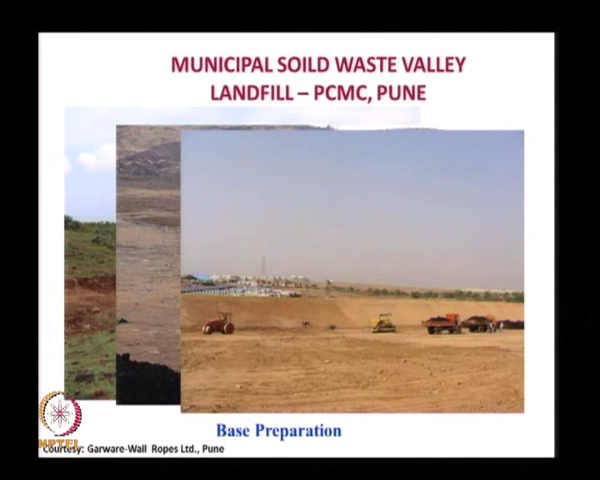 MUNICIPAL SOILD WASTE VALLEY
LANDFILL – PCMC, PUNE
Base Preparation
NPTEL
Courtesy: Garware-Wall Ropes Ltd., Pune